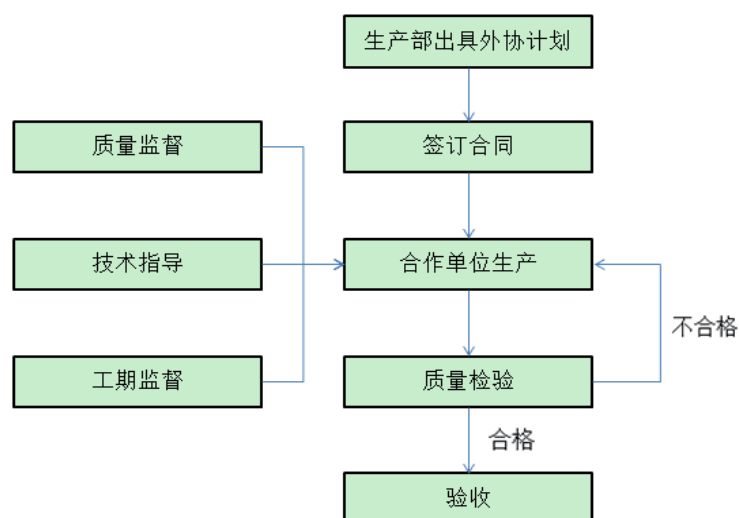 生产部出具外协计划
质量监督
签订合同
技术指导
合作单位生产
不合格
工期监督
质量检验
合格
验收